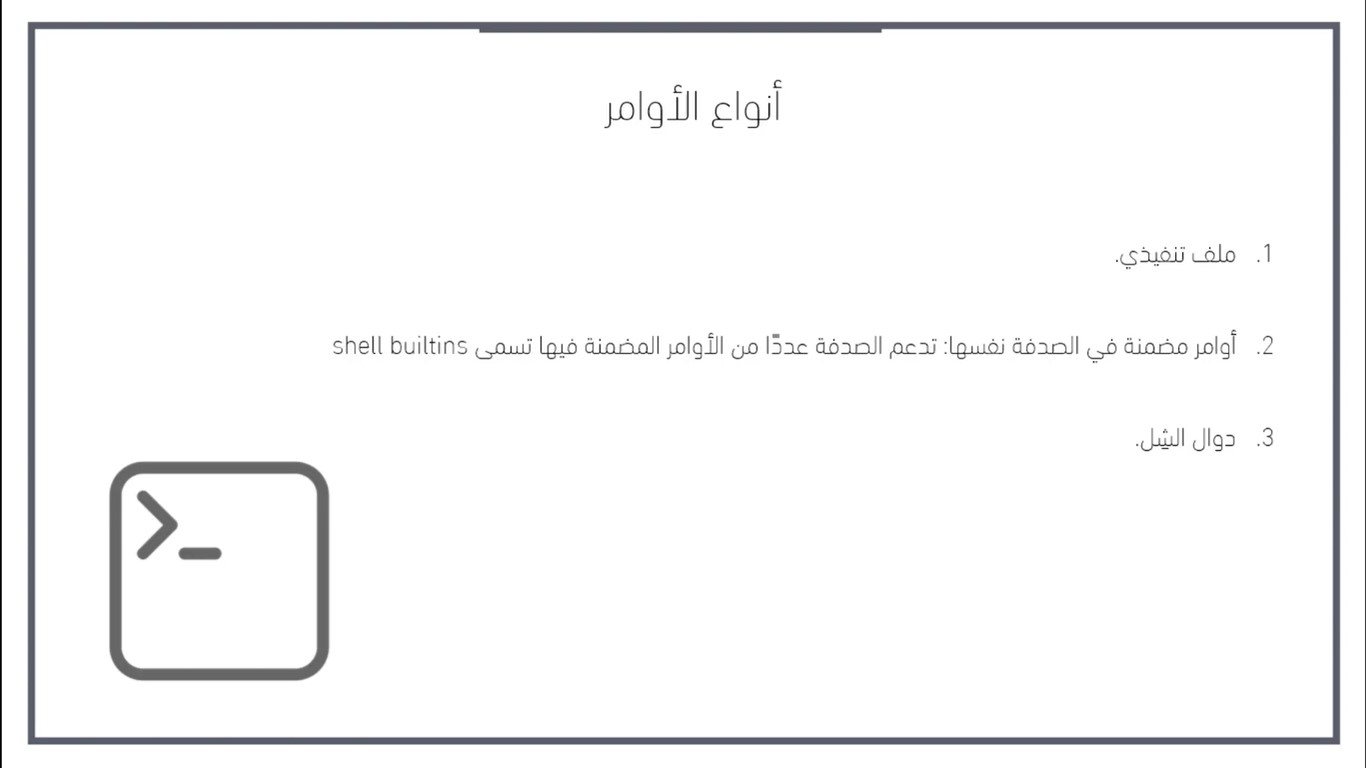 أنواع الأوامر
1. ملف تنفيذي.
2. أوامر مضمنة في الصدفة نفسها: تدعم الصدفة عددًا من الأوامر المضمنة فيها تسمى shell builtins
3. دوال الشِل.
>_